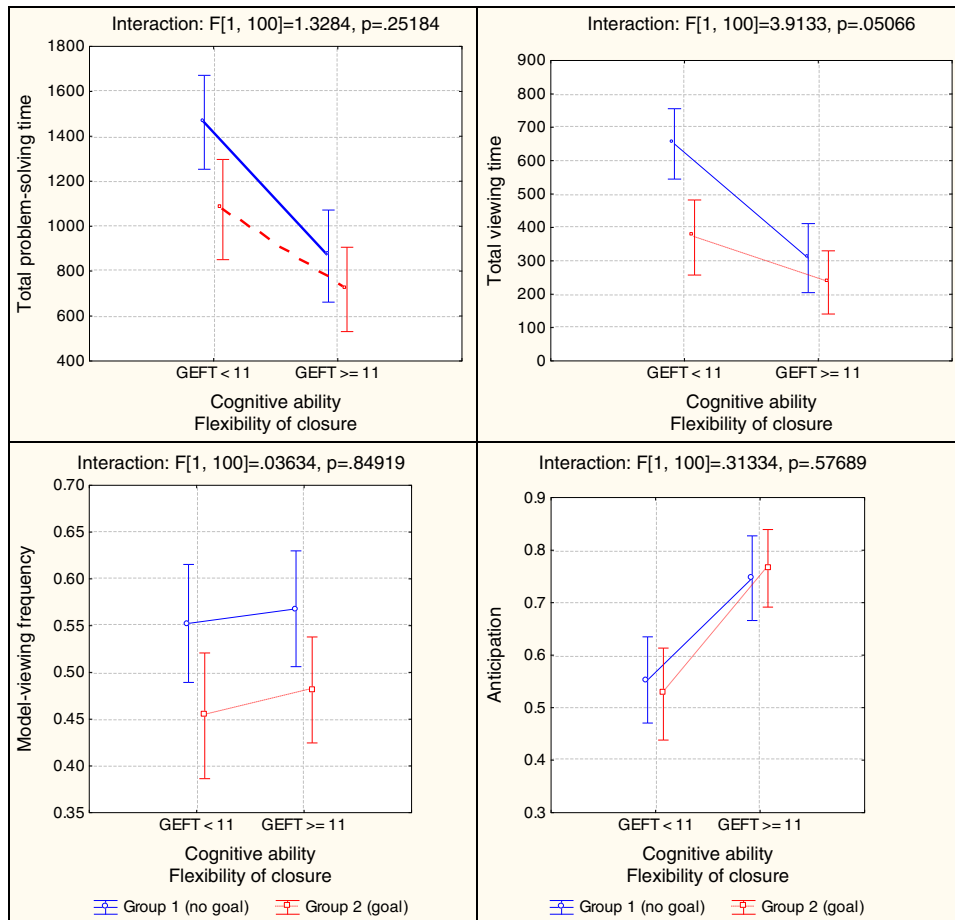 Interaction: F[1, 100]=1.3284, p=.25184
Total problem-solving time
1800
1600
1400
1200
1000
800
600
400
GEFT < 11 GEFT >= 11
Cognitive ability
Flexibility of closure
Interaction: F[1, 100]=3.9133, p=.05066
Total viewing time
900
800
700
600
500
400
300
200
100
0
GEFT < 11 GEFT >= 11
Cognitive ability
Flexibility of closure
Interaction: F[1, 100]=.03634, p=.84919
Model-viewing frequency
0.70
0.65
0.60
0.55
0.50
0.45
0.40
0.35
GEFT < 11 GEFT >= 11
Cognitive ability
Flexibility of closure
Group 1 (no goal) Group 2 (goal)
Interaction: F[1, 100]=.31334, p=.57689
Anticipation
0.9
0.8
0.7
0.6
0.5
0.4
0.3
GEFT < 11 GEFT >= 11
Cognitive ability
Flexibility of closure
Group 1 (no goal) Group 2 (goal)